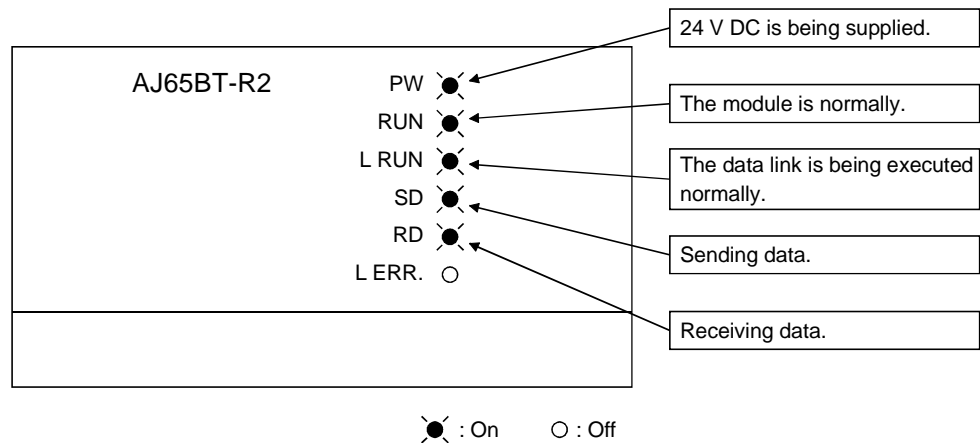 AJ65BT-R2
PW
RUN
L RUN
SD
RD
L ERR.
24 V DC is being supplied.
The module is normally.
The data link is being executed
normally.
Sending data.
Receiving data.
: On
: Off